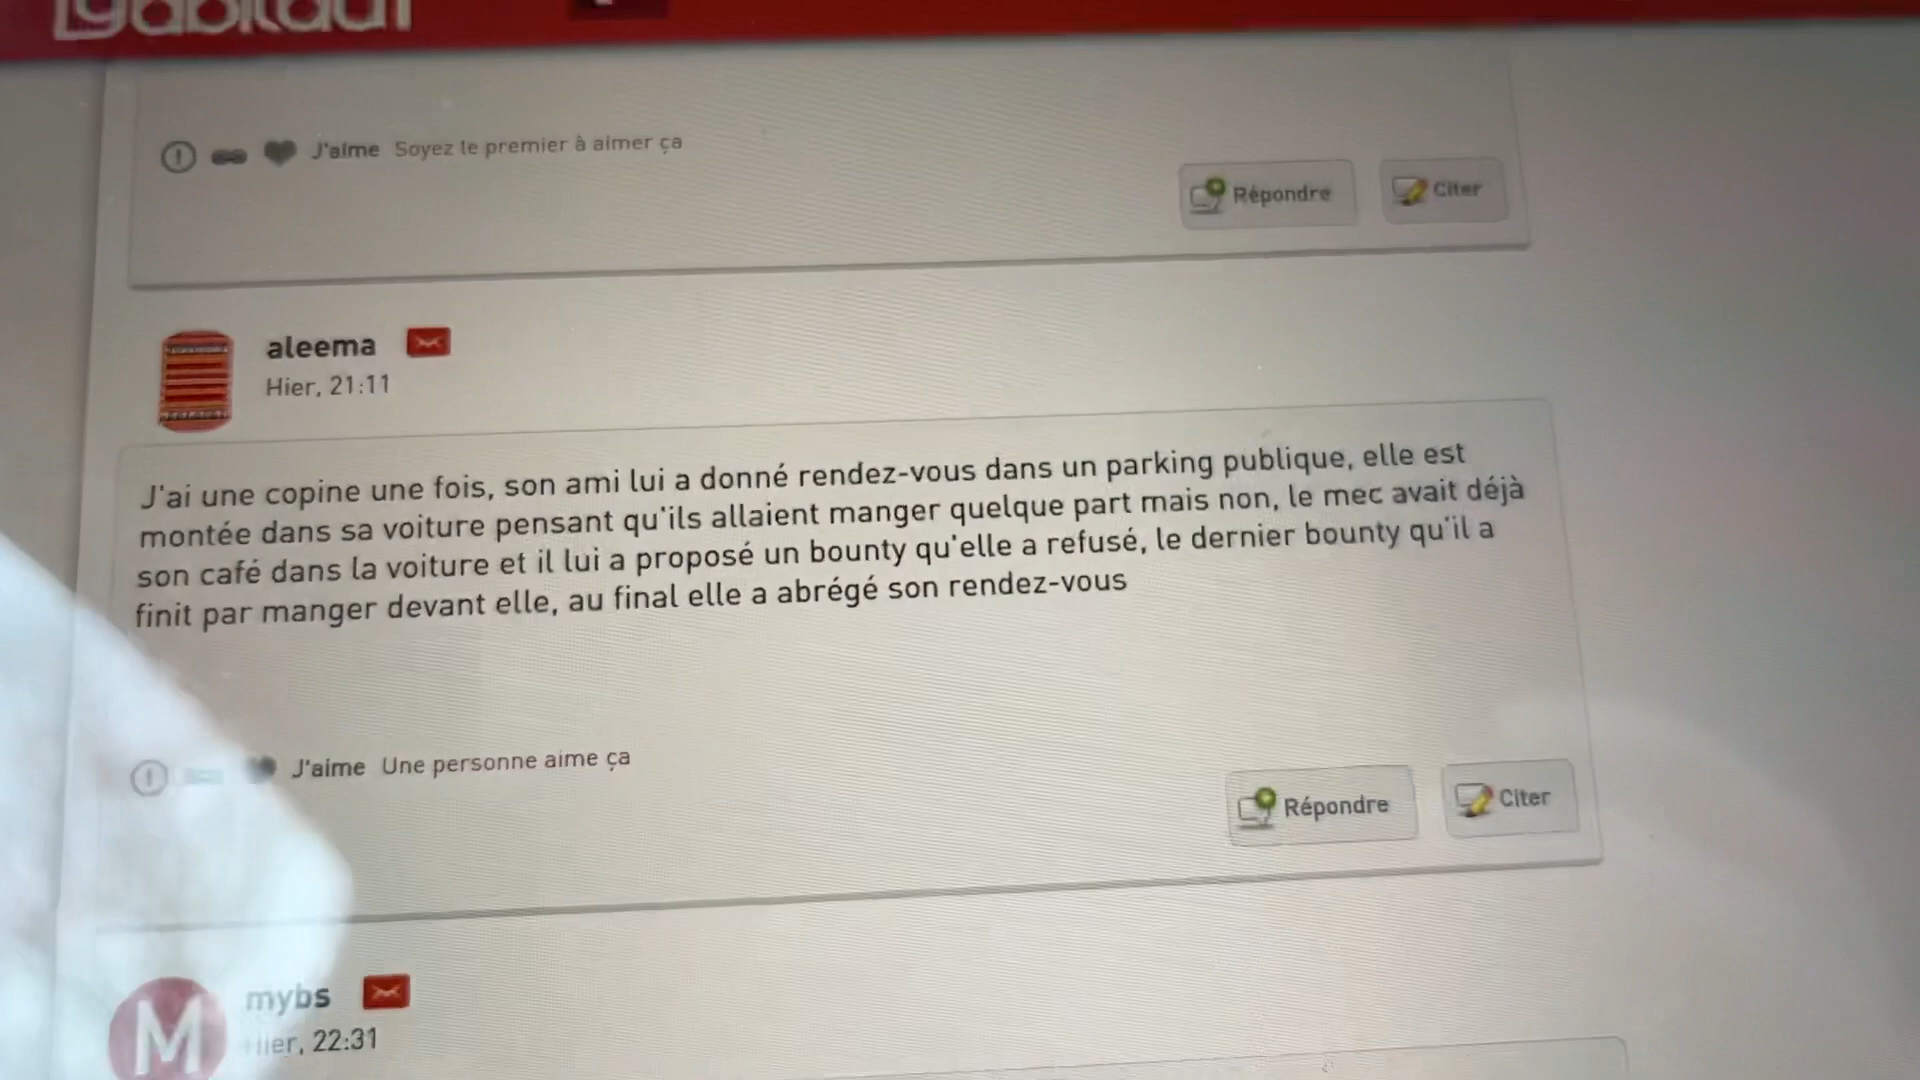 J'aime Soyez le premier à aimer ça
Répondre Citer
aleema
Hier, 21:11
J'ai une copine une fois, son ami lui a donné rendez-vous dans un parking publique, elle est
montée dans sa voiture pensant qu'ils allaient manger quelque part mais non, le mec avait déjà
son café dans la voiture et il lui a proposé un bounty qu'elle a refusé, le dernier bounty qu'il a
finit par manger devant elle, au final elle a abrégé son rendez-vous
J'aime Une personne aime ça
Répondre Citer
M
mybs
Hier, 22:31